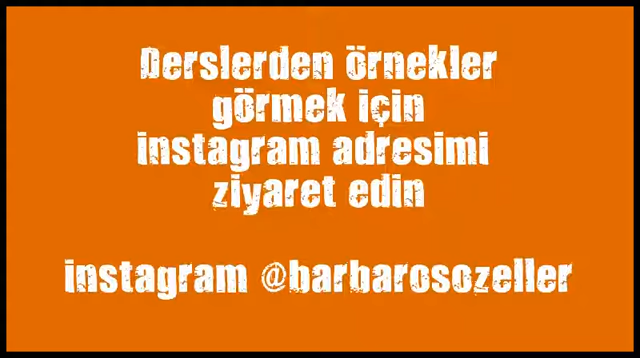 Derslerden örnekler
görmek için
instagram adresimi
ziyaret edin
instagram @barbarosozeller